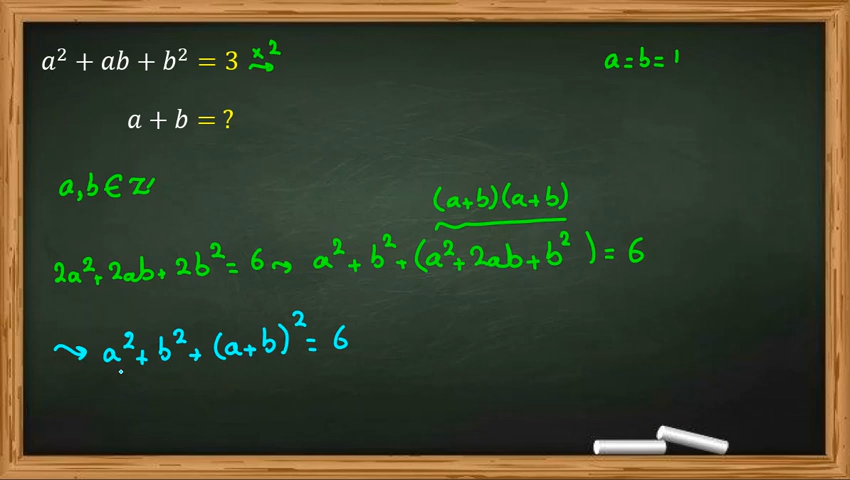 a² + ab + b² = 3 ×2→
a = b = 1
a + b = ?
a, b ∈ ℤ
(a+b)(a+b)
2a² + 2ab + 2b² = 6 ⇝ a² + b² + (a² + 2ab + b²) = 6
⇝ a² + b² + (a+b)² = 6